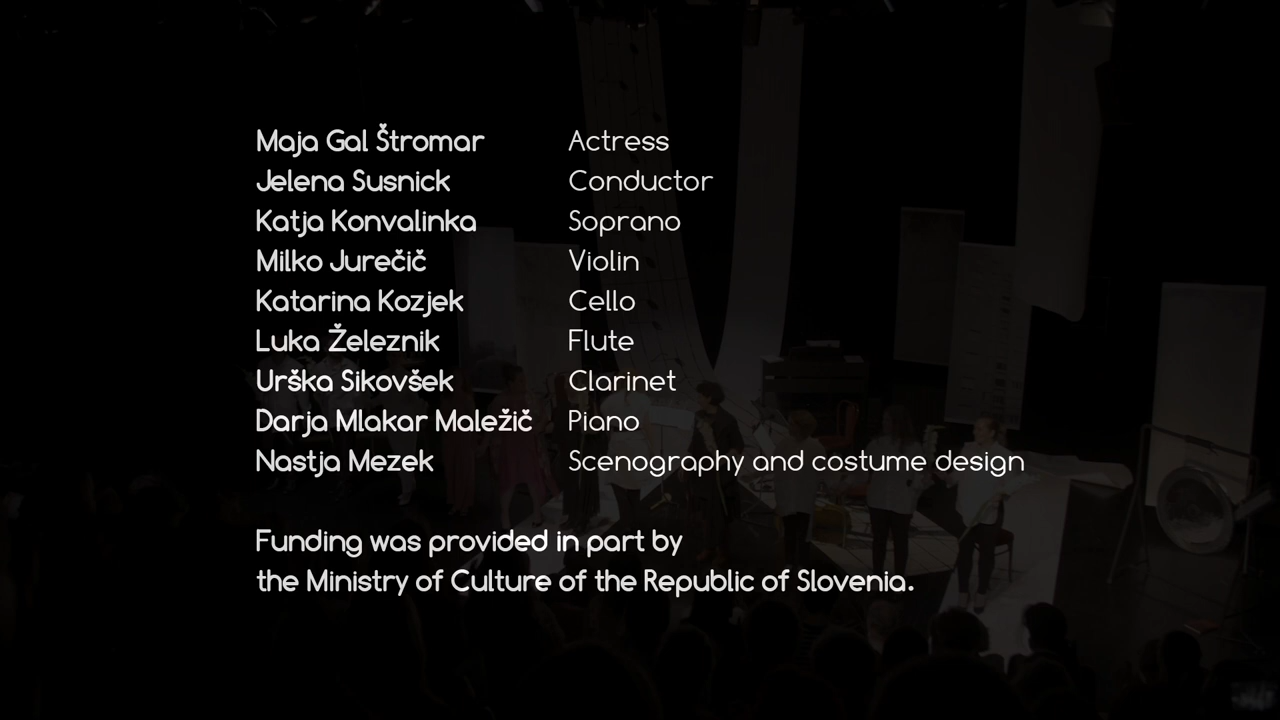 Maja Gal Štromar Actress
Jelena Susnick Conductor
Katja Konvalinka Soprano
Milko Jurečič Violin
Katarina Kozjek Cello
Luka Železnik Flute
Urška Sikovšek Clarinet
Darja Mlakar Maležič Piano
Nastja Mezek Scenography and costume design
Funding was provided in part by
the Ministry of Culture of the Republic of Slovenia.